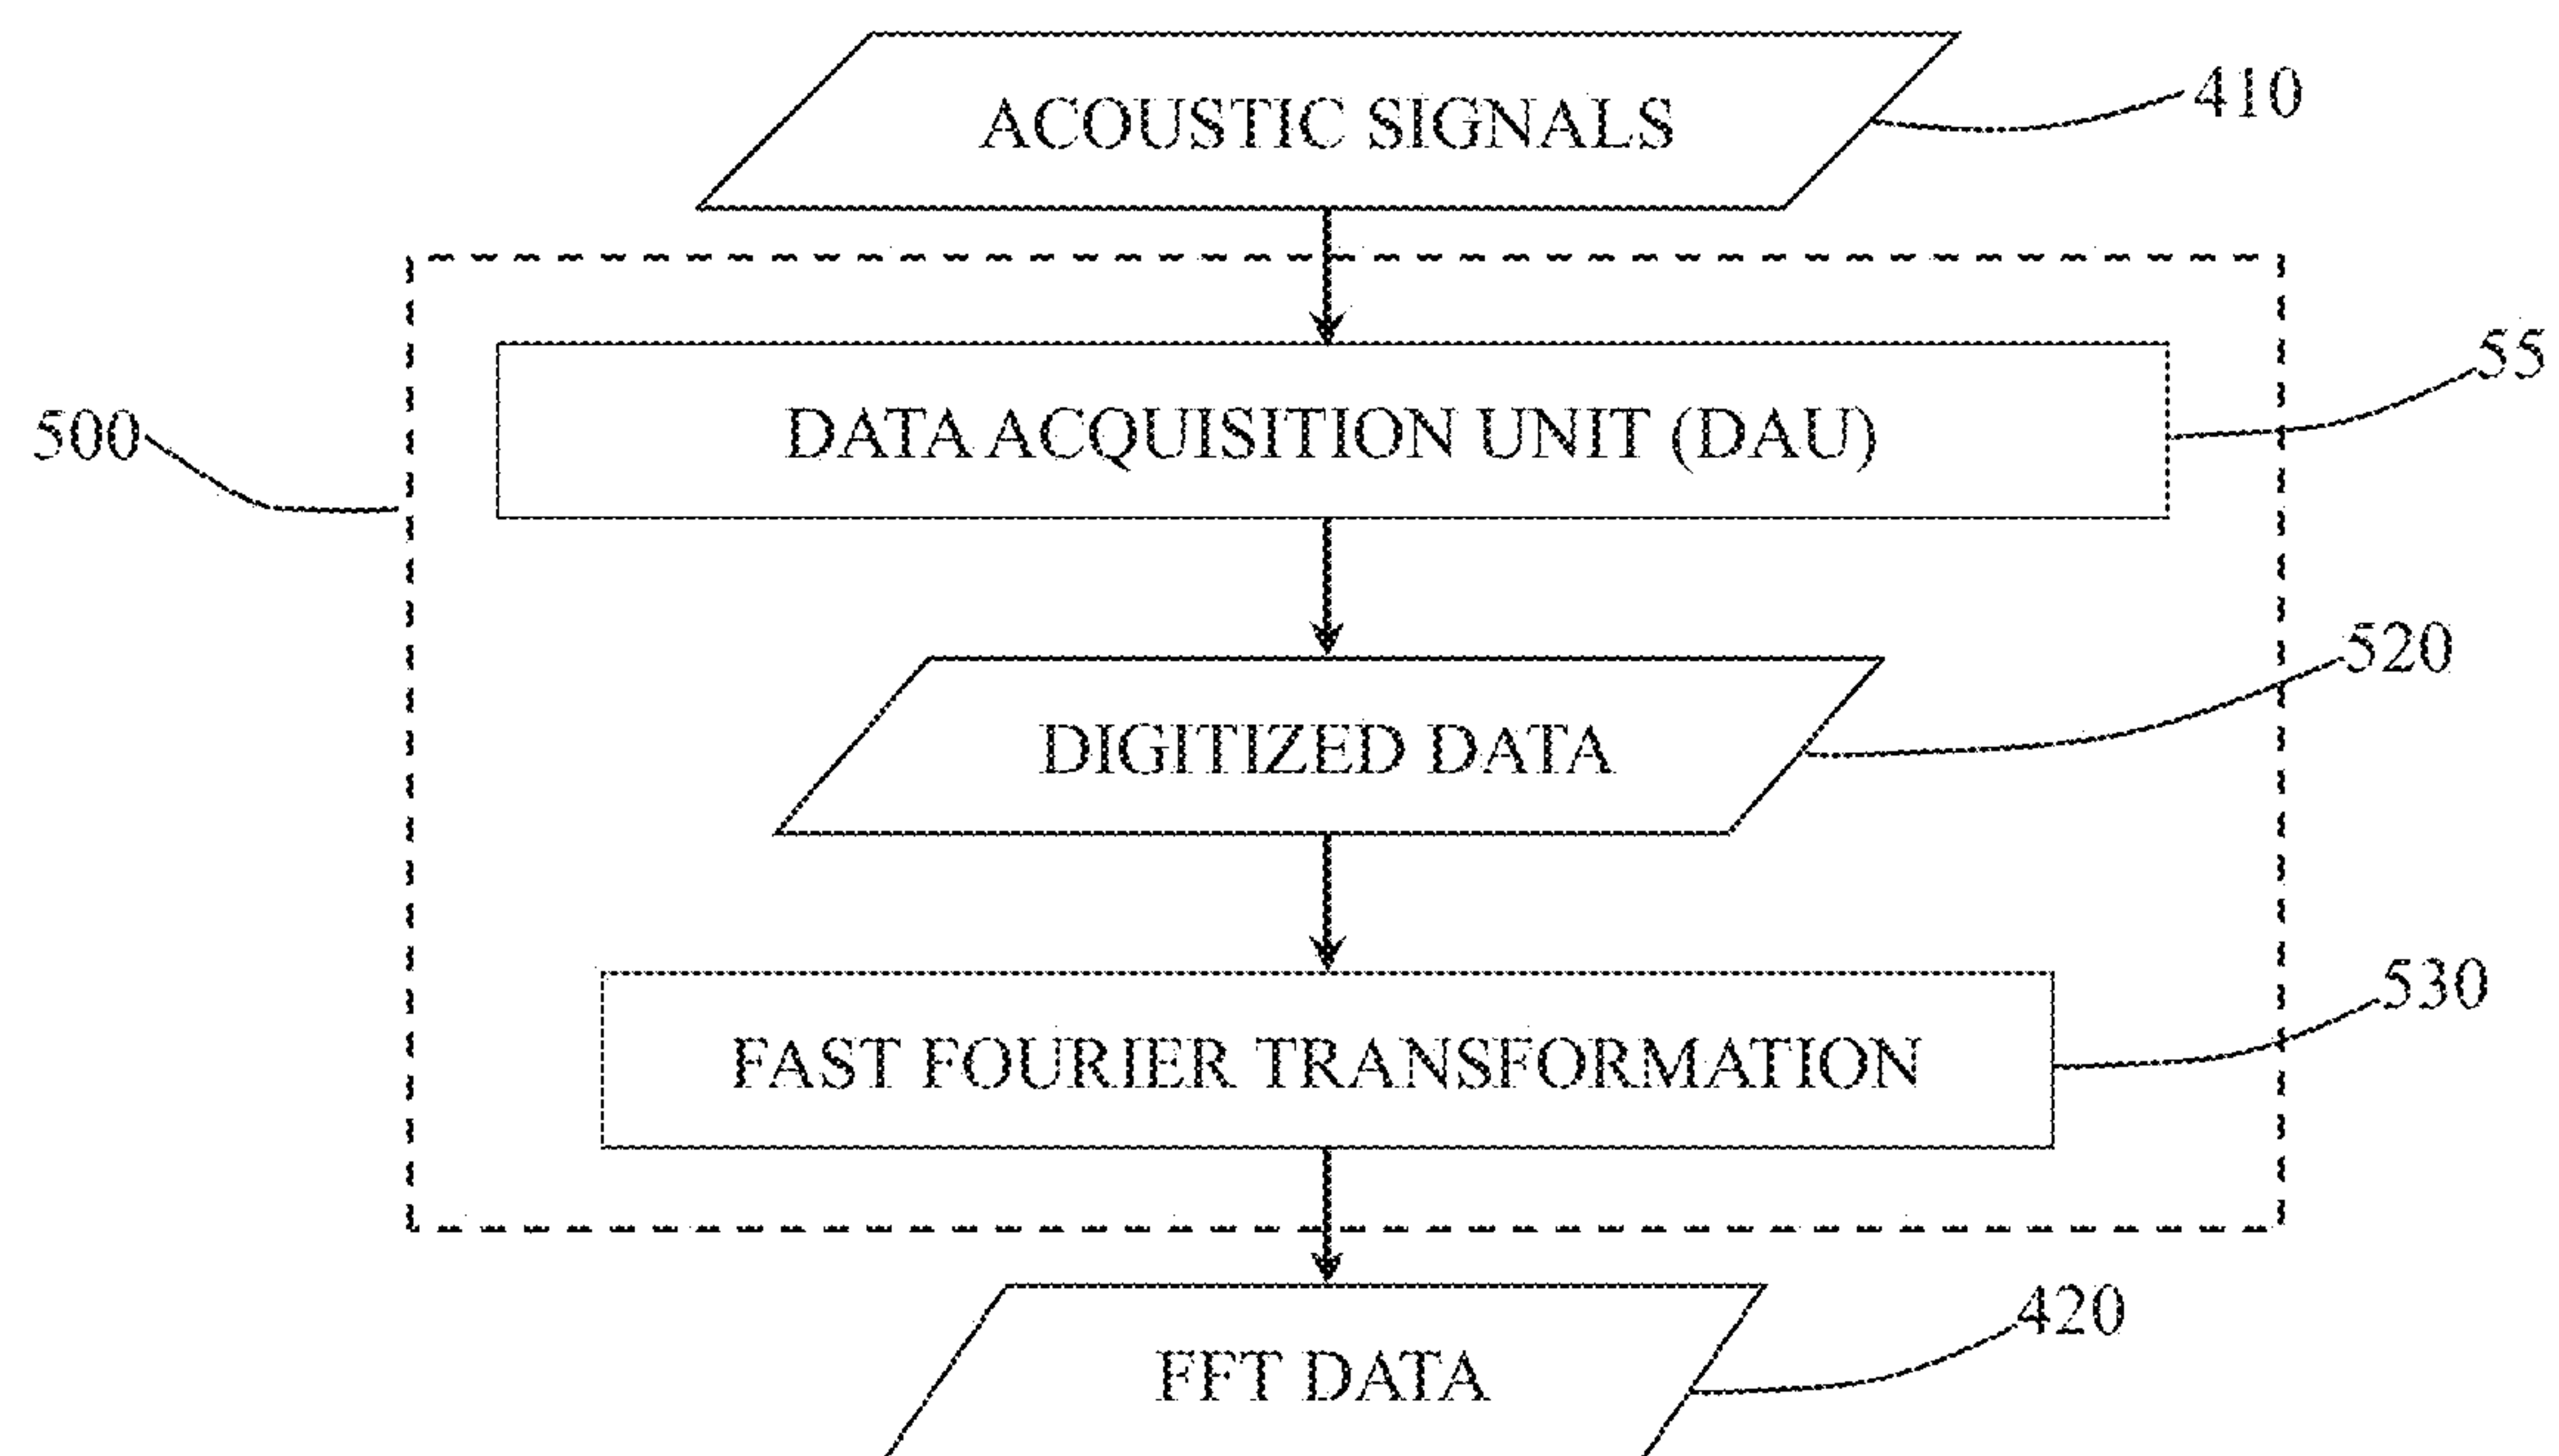 ACOUSTIC SIGNALS
410
DATA ACQUISITION UNIT (DAU)
55
500
DIGITIZED DATA
520
FAST FOURIER TRANSFORMATION
530
FFT DATA
420